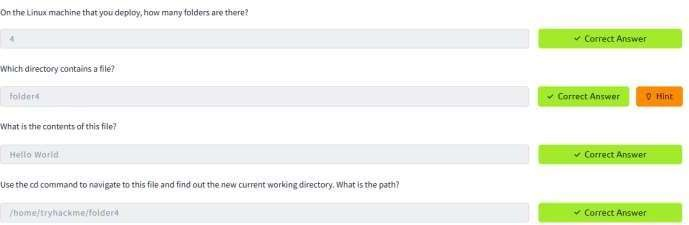 On the Linux machine that you deploy, how many folders are there?
4 ✓ Correct Answer
Which directory contains a file?
folder4 ✓ Correct Answer Hint
What is the contents of this file?
Hello World ✓ Correct Answer
Use the cd command to navigate to this file and find out the new current working directory. What is the path?
/home/tryhackme/folder4 ✓ Correct Answer